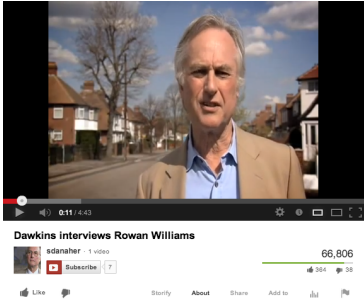 0:11 / 4:43
Dawkins interviews Rowan Williams
sdanaher · 1 video
Subscribe 7
66,806
364 38
Like
Storify About Share Add to